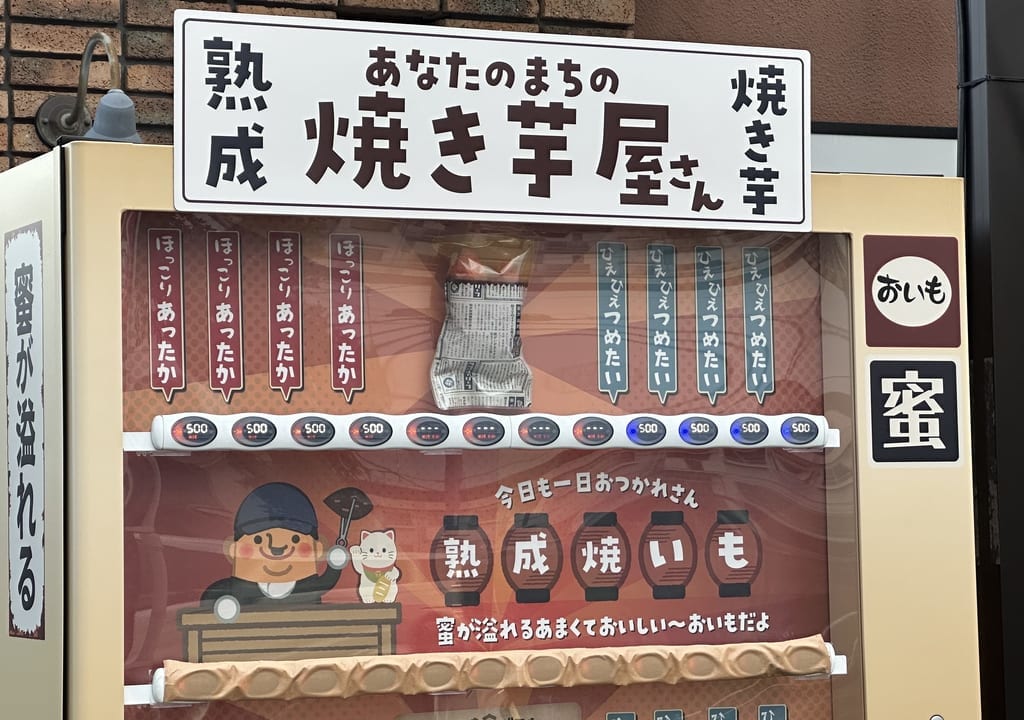 熟成
あなたのまちの
焼き芋屋さん
焼き芋
蜜が溢れる
ほっこりあったか
ほっこりあったか
ほっこりあったか
ほっこりあったか
ひえひえつめたい
ひえひえつめたい
ひえひえつめたい
ひえひえつめたい
おいも
蜜
500
500
500
500
500
500
500
500
今日も一日おつかれさん
熟成焼いも
蜜が溢れるあまくておいしい〜おいもだよ